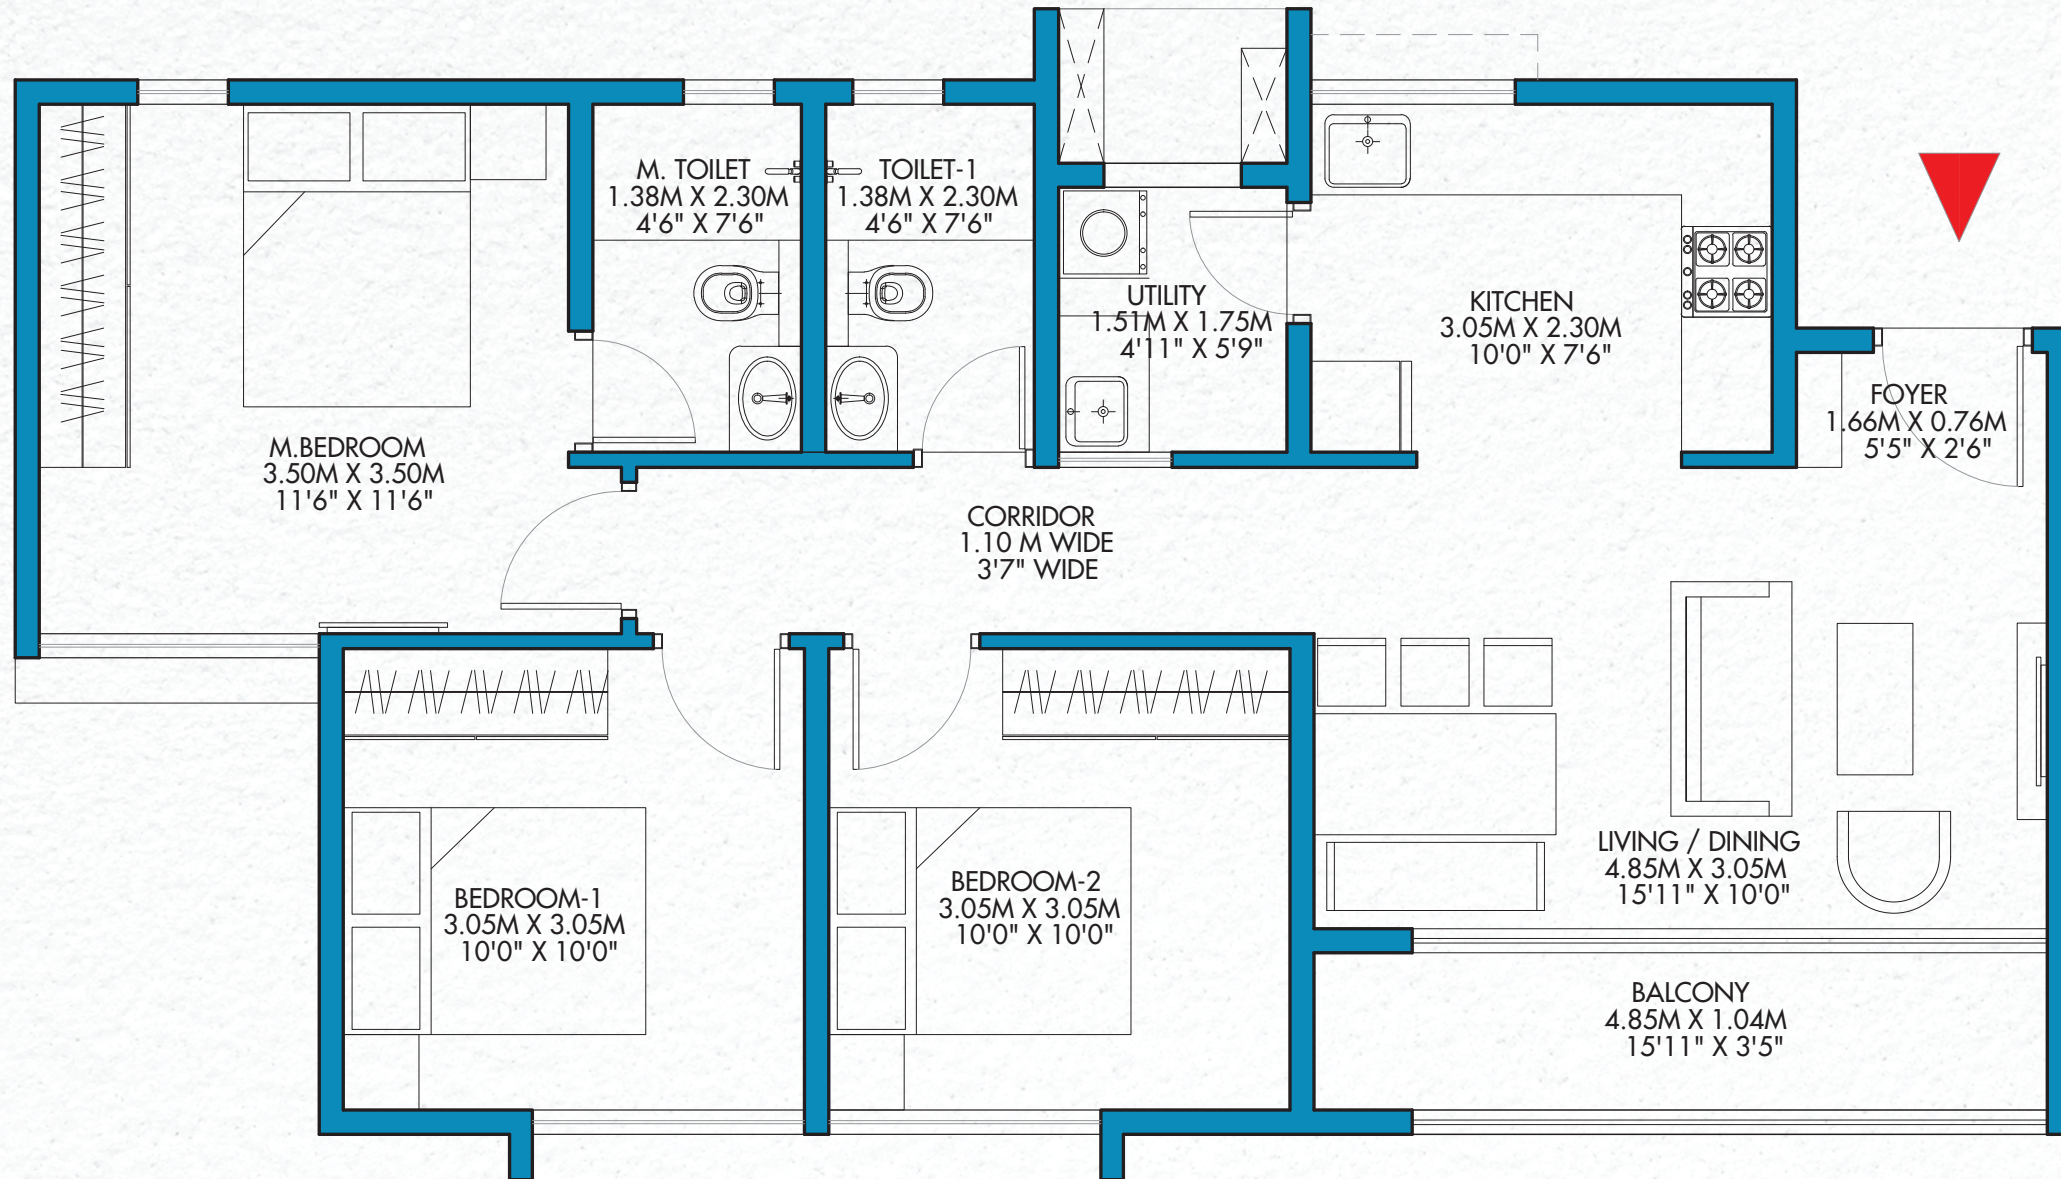 M. TOILET
1.38M X 2.30M
4'6" X 7'6"
TOILET-1
1.38M X 2.30M
4'6" X 7'6"
UTILITY
1.51M X 1.75M
4'11" X 5'9"
KITCHEN
3.05M X 2.30M
10'0" X 7'6"
FOYER
1.66M X 0.76M
5'5" X 2'6"
M.BEDROOM
3.50M X 3.50M
11'6" X 11'6"
CORRIDOR
1.10 M WIDE
3'7" WIDE
LIVING / DINING
4.85M X 3.05M
15'11" X 10'0"
BEDROOM-1
3.05M X 3.05M
10'0" X 10'0"
BEDROOM-2
3.05M X 3.05M
10'0" X 10'0"
BALCONY
4.85M X 1.04M
15'11" X 3'5"